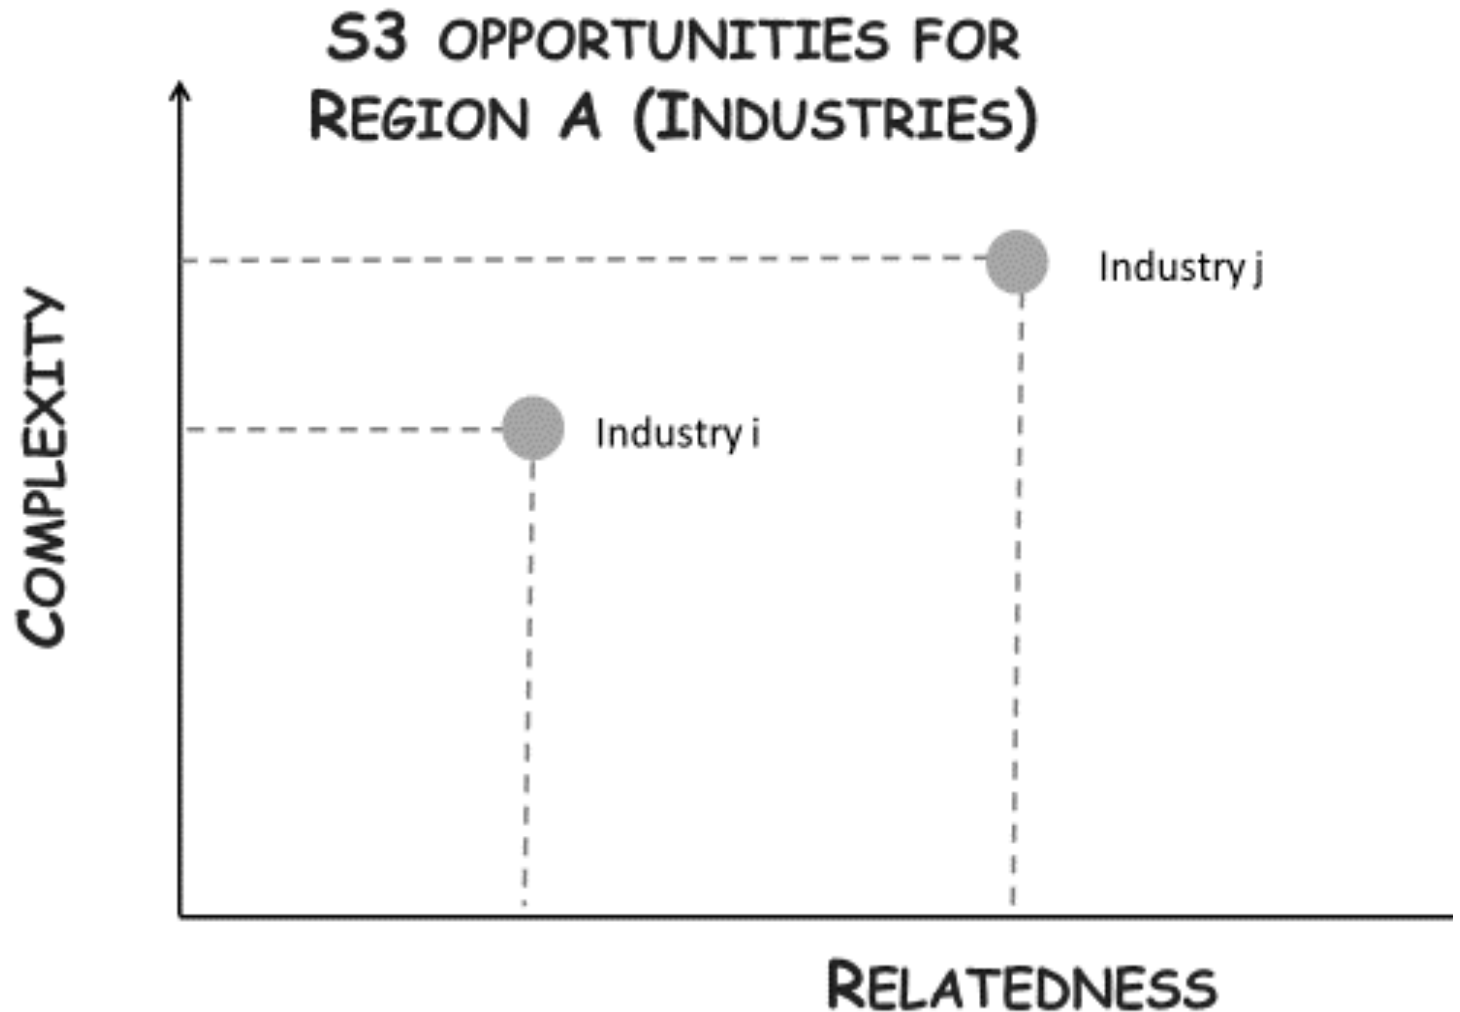 S3 OPPORTUNITIES FOR
REGION A (INDUSTRIES)
Industry j
COMPLEXITY
Industry i
RELATEDNESS